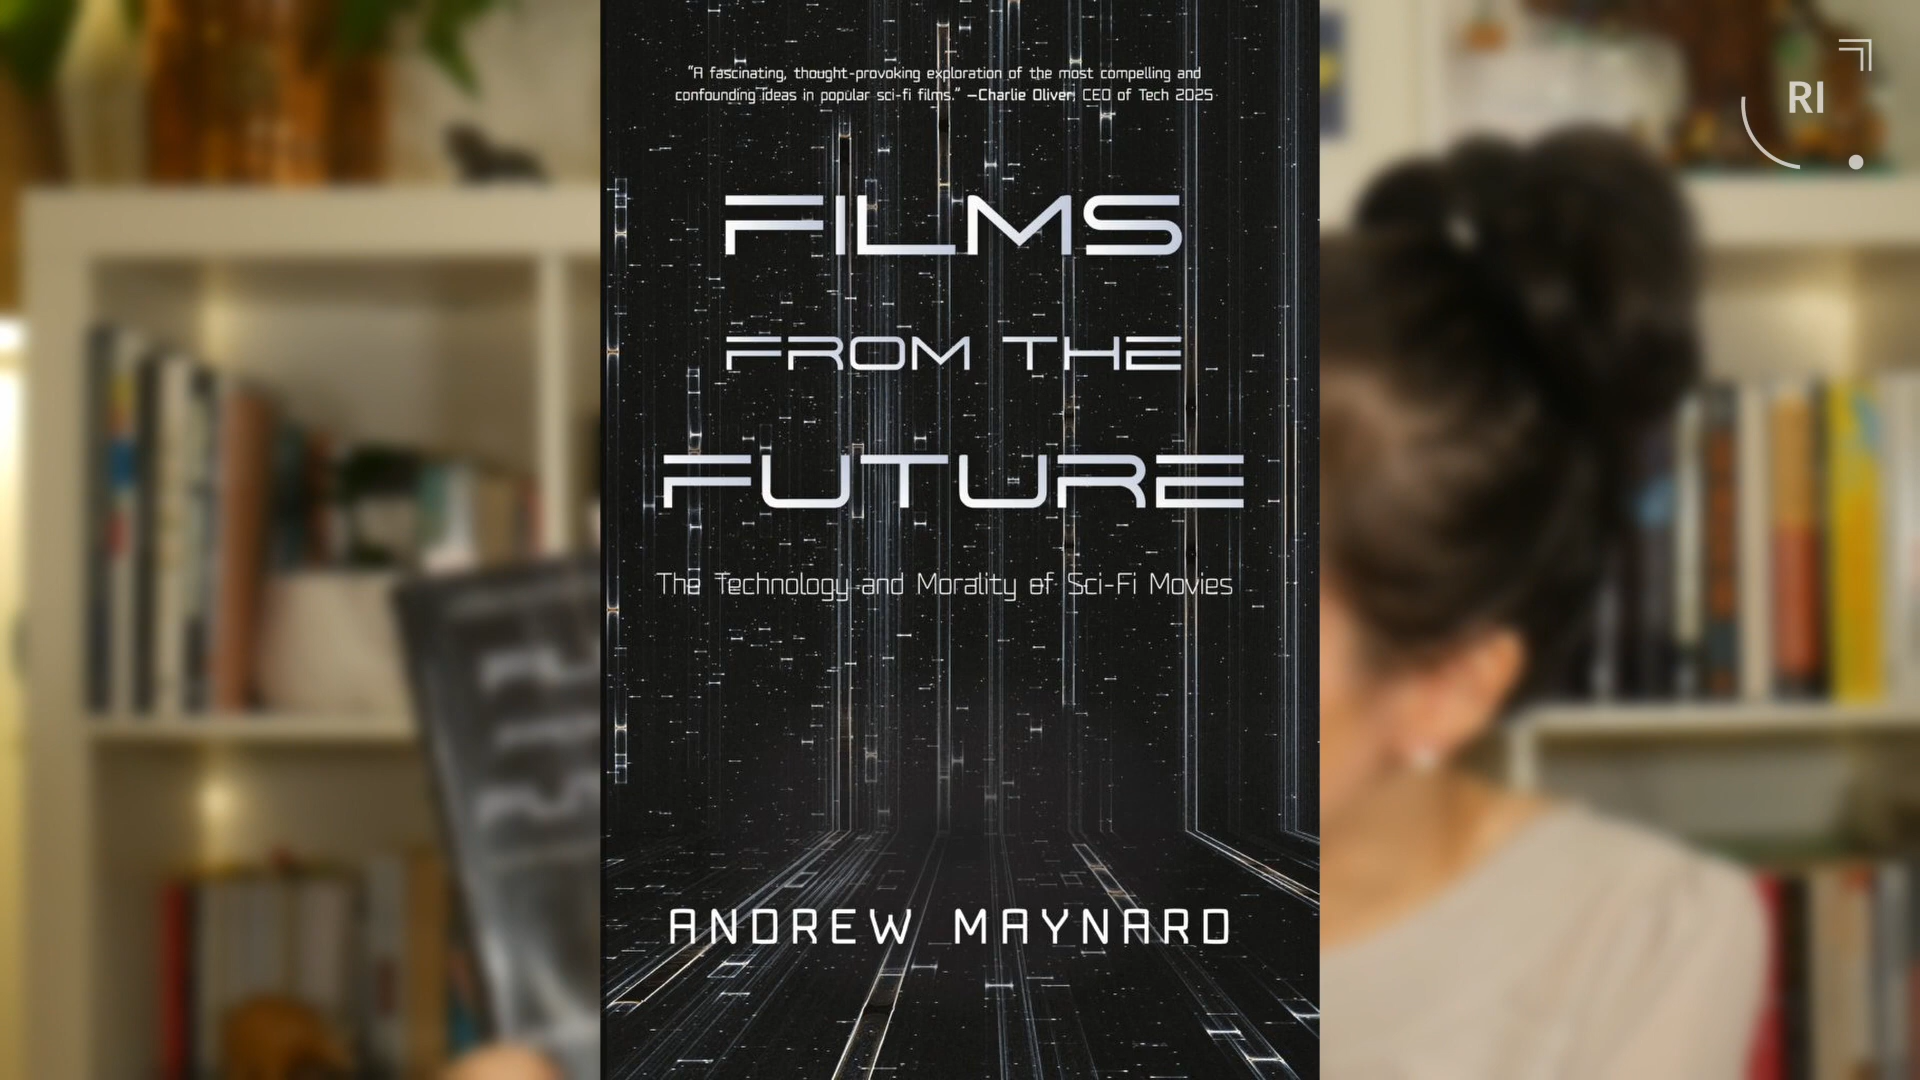 “A fascinating, thought-provoking exploration of the most compelling and
confounding ideas in popular sci-fi films.” —Charlie Oliver, CEO of Tech 2025
RI
FILMS
FROM THE
FUTURE
The Technology and Morality of Sci-Fi Movies
ANDREW MAYNARD